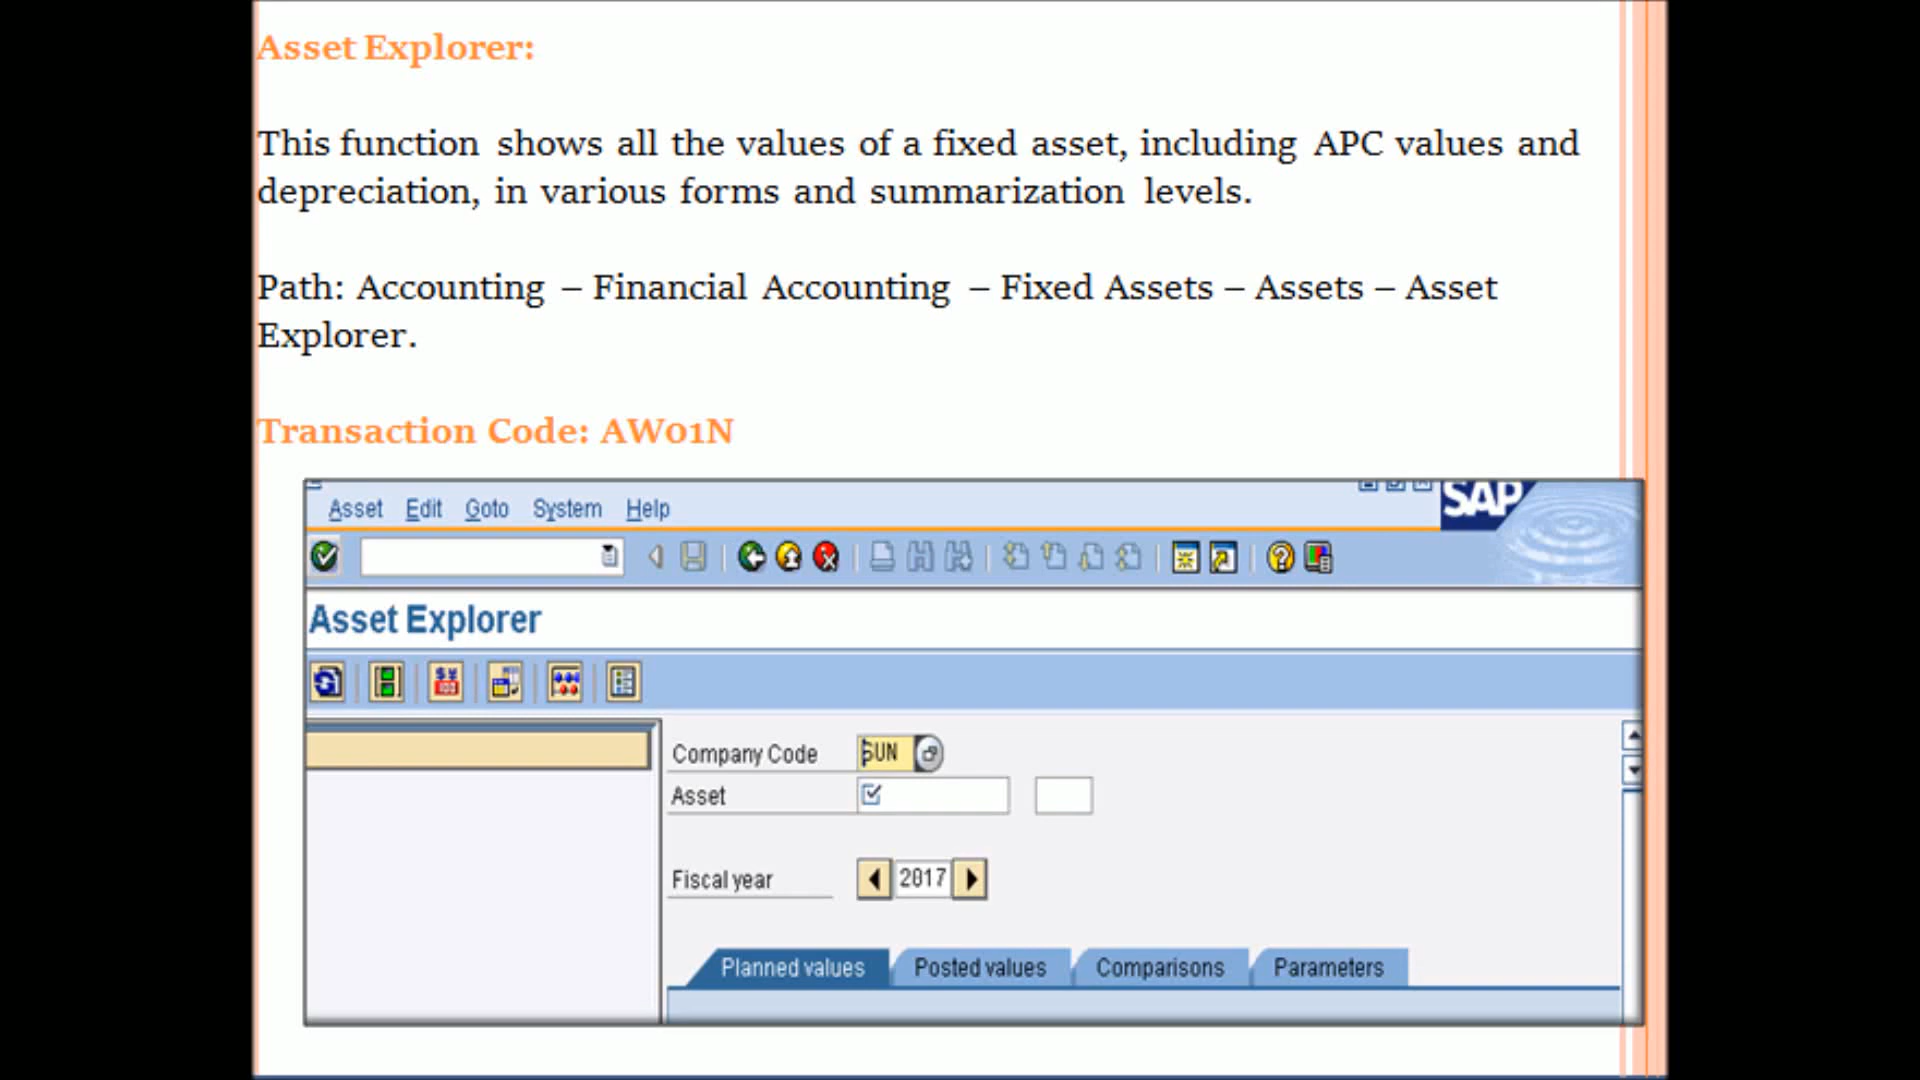 Asset Explorer:
This function shows all the values of a fixed asset, including APC values and
depreciation, in various forms and summarization levels.
Path: Accounting – Financial Accounting – Fixed Assets – Assets – Asset
Explorer.
Transaction Code: AW01N
SAP
Asset Edit Goto System Help
Asset Explorer
Company Code SUN
Asset
Fiscal year 2017
Planned values Posted values Comparisons Parameters